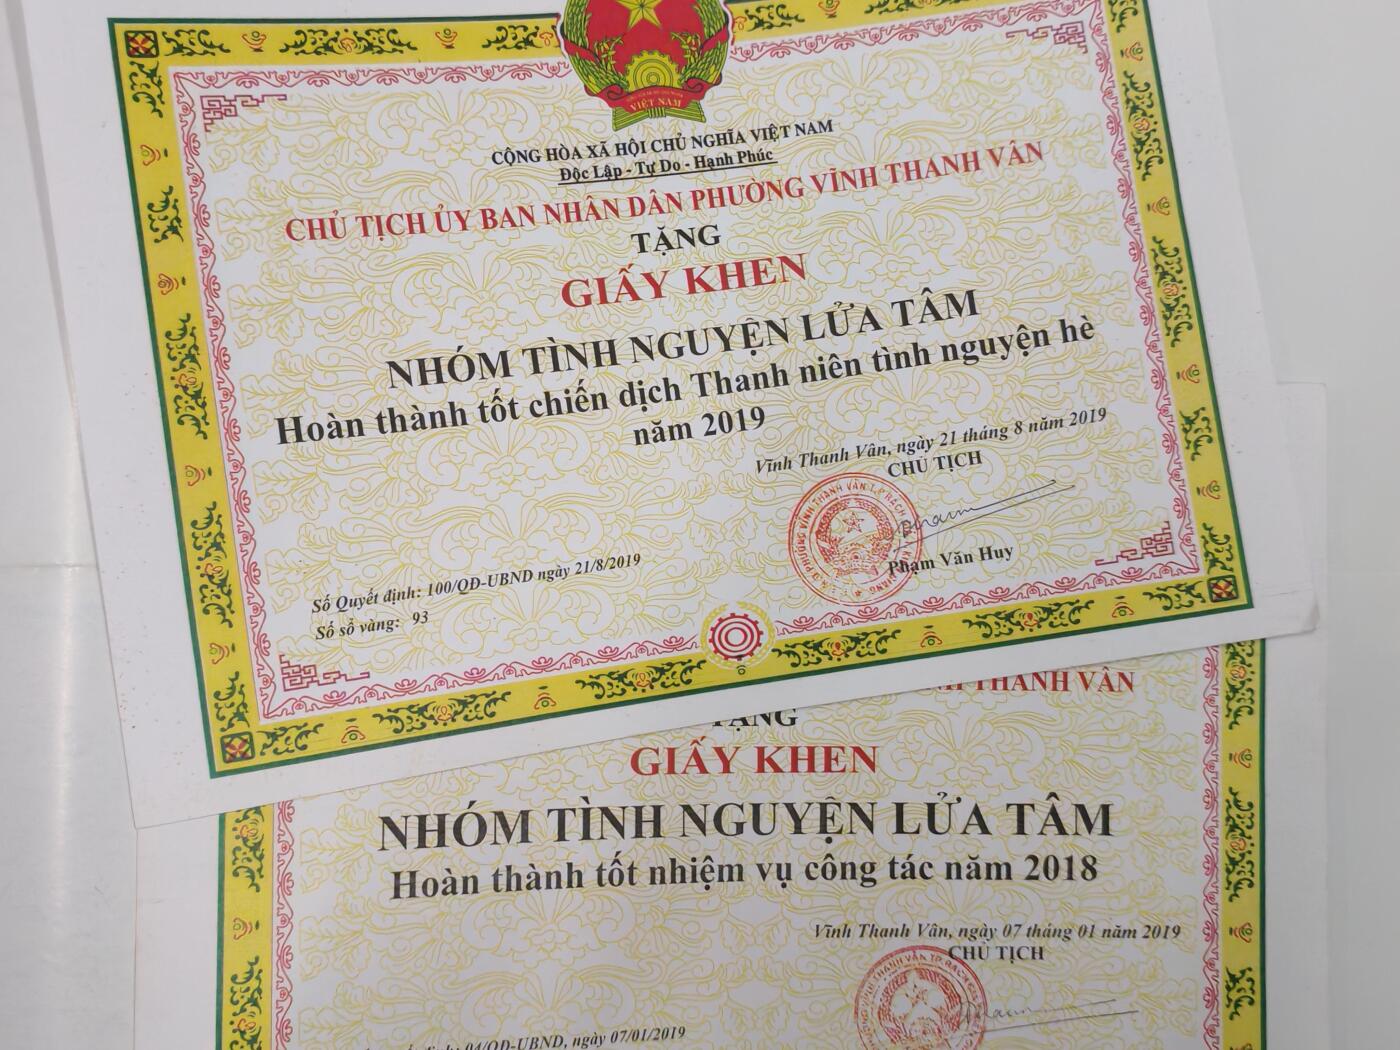 VIỆT NAM
CỘNG HÒA XÃ HỘI CHỦ NGHĨA VIỆT NAM
Độc Lập - Tự Do - Hạnh Phúc
CHỦ TỊCH ỦY BAN NHÂN DÂN PHƯỜNG VĨNH THANH VÂN
TẶNG
GIẤY KHEN
NHÓM TÌNH NGUYỆN LỬA TÂM
Hoàn thành tốt chiến dịch Thanh niên tình nguyện hè
năm 2019
Vĩnh Thanh Vân, ngày 21 tháng 8 năm 2019
CHỦ TỊCH
Phạm Văn Huy
Số Quyết định: 100/QĐ-UBND ngày 21/8/2019
Số sổ vàng: 93
THANH VÂN
TẶNG
GIẤY KHEN
NHÓM TÌNH NGUYỆN LỬA TÂM
Hoàn thành tốt nhiệm vụ công tác năm 2018
Vĩnh Thanh Vân, ngày 07 tháng 01 năm 2019
CHỦ TỊCH
04/QĐ-UBND, ngày 07/01/2019